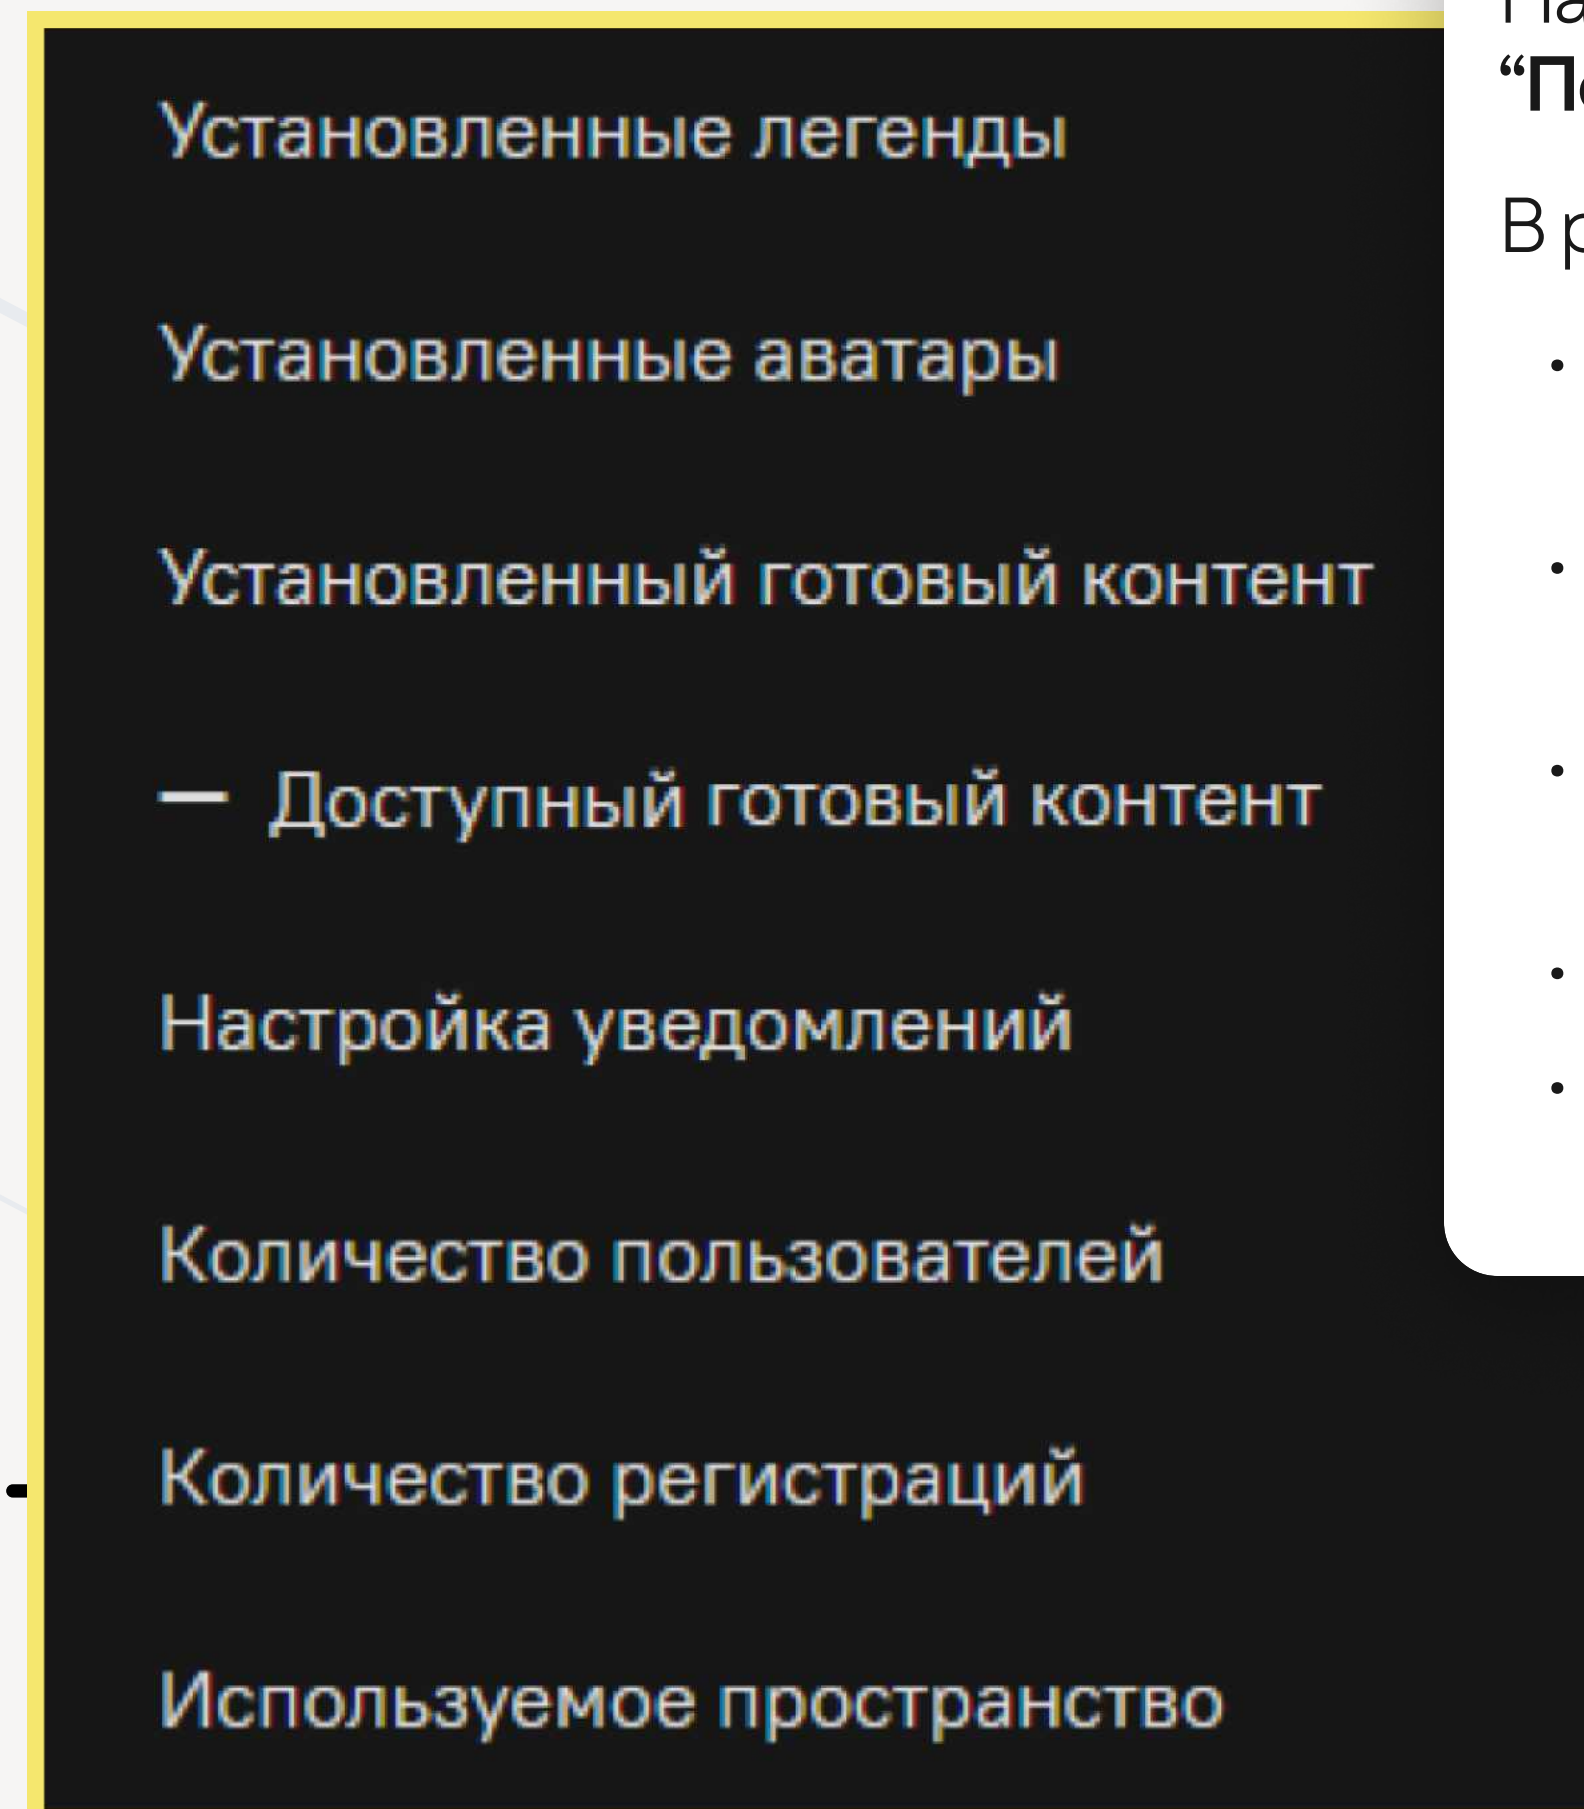 Установленные легенды
Установленные аватары
Установленный готовый контент
— Доступный готовый контент
Настройка уведомлений
Количество пользователей
Количество регистраций
Используемое пространство
В